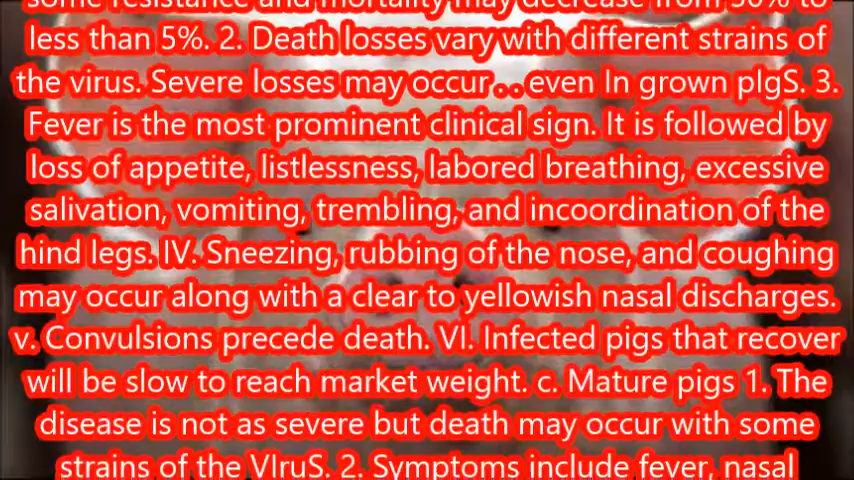 some resistance and mortality may decrease from 50% to
less than 5%. 2. Death losses vary with different strains of
the virus. Severe losses may occur . . even In grown pIgS. 3.
Fever is the most prominent clinical sign. It is followed by
loss of appetite, listlessness, labored breathing, excessive
salivation, vomiting, trembling, and incoordination of the
hind legs. IV. Sneezing, rubbing of the nose, and coughing
may occur along with a clear to yellowish nasal discharges.
v. Convulsions precede death. VI. Infected pigs that recover
will be slow to reach market weight. c. Mature pigs 1. The
disease is not as severe but death may occur with some
strains of the VIruS. 2. Symptoms include fever, nasal